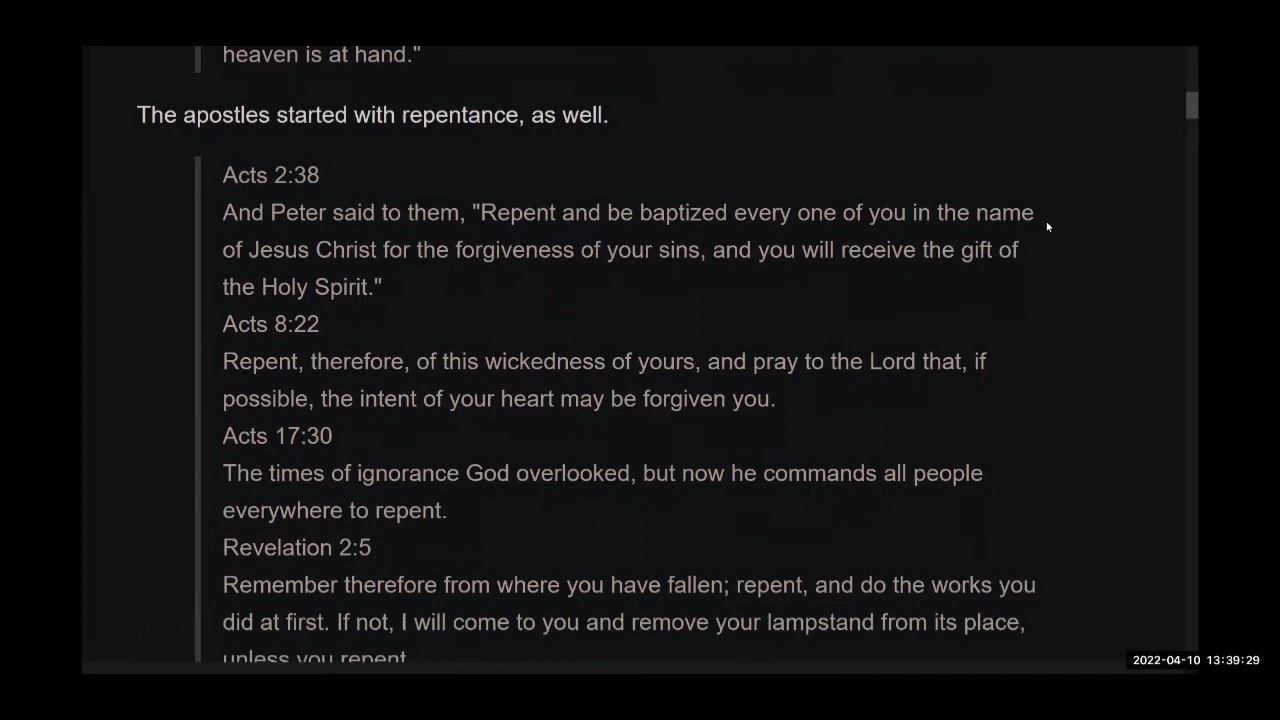 heaven is at hand."
The apostles started with repentance, as well.
Acts 2:38
And Peter said to them, "Repent and be baptized every one of you in the name
of Jesus Christ for the forgiveness of your sins, and you will receive the gift of
the Holy Spirit."
Acts 8:22
Repent, therefore, of this wickedness of yours, and pray to the Lord that, if
possible, the intent of your heart may be forgiven you.
Acts 17:30
The times of ignorance God overlooked, but now he commands all people
everywhere to repent.
Revelation 2:5
Remember therefore from where you have fallen; repent, and do the works you
did at first. If not, I will come to you and remove your lampstand from its place,
unless you repent
2022-04-10 13:39:29